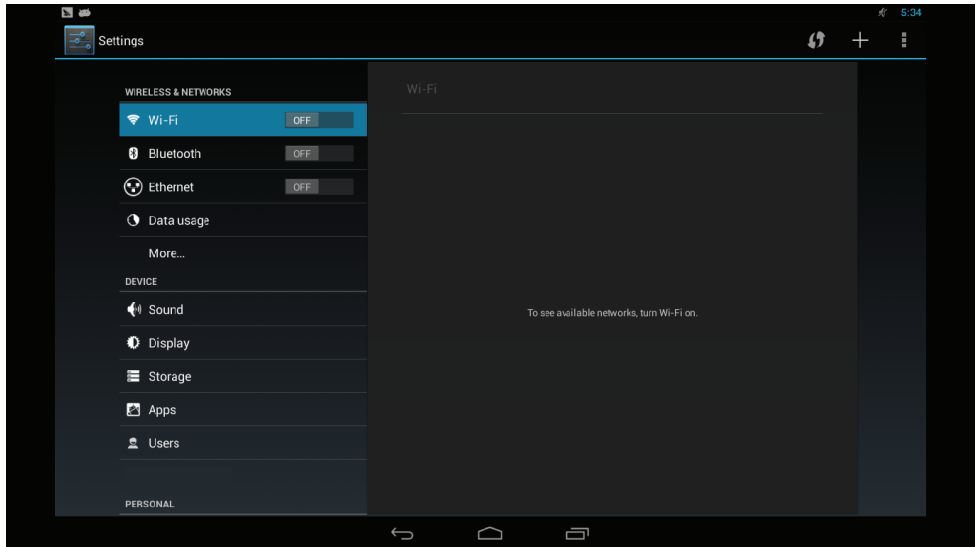 5:34
Settings
WIRELESS & NETWORKS
Wi-Fi OFF
Bluetooth OFF
Ethernet OFF
Data usage
More...
DEVICE
Sound
Display
Storage
Apps
Users
PERSONAL
Wi-Fi
To see available networks, turn Wi-Fi on.